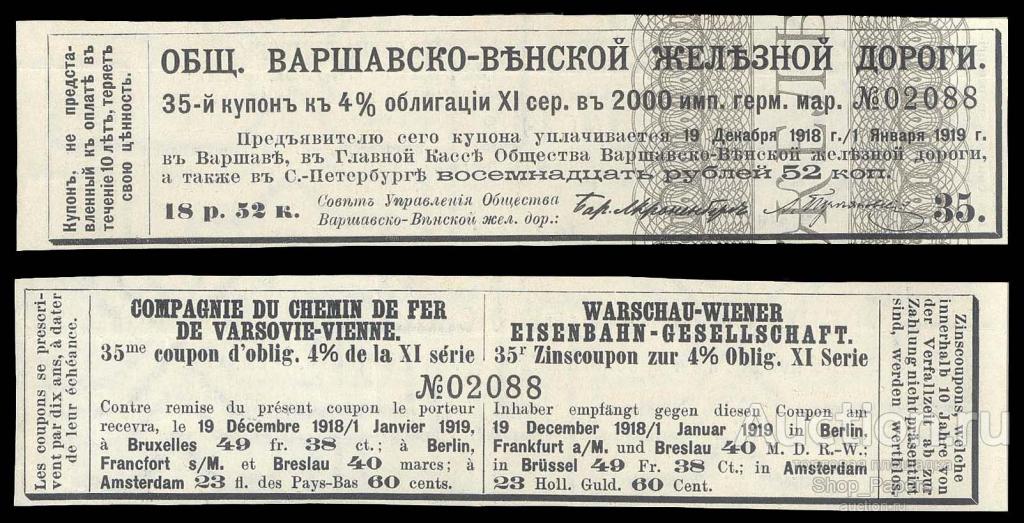 Купонъ, не предста-
вленный къ оплатѣ въ
теченіе 10 лѣтъ, теряетъ
свою цѣнность.
ОБЩ. ВАРШАВСКО-ВѢНСКОЙ ЖЕЛѢЗНОЙ ДОРОГИ.
35-й купонъ къ 4% облигаціи XI сер. въ 2000 имп. герм. мар. №02088
Предъявителю сего купона уплачивается 19 Декабря 1918 г./1 Января 1919 г.
въ Варшавѣ, въ Главной Кассѣ Общества Варшавско-Вѣнской желѣзной дороги,
а также въ С.-Петербургѣ восемнадцать рублей 52 коп.
18 р. 52 к.
Совѣтъ Управленія Общества
Варшавско-Вѣнской жел. дор.:
35.
Les coupons se prescri-
vent par dix ans, à dater
de leur échéance.
COMPAGNIE DU CHEMIN DE FER
DE VARSOVIE-VIENNE.
35me coupon d'oblig. 4% de la XI série
WARSCHAU-WIENER
EISENBAHN-GESELLSCHAFT.
35r Zinscoupon zur 4% Oblig. XI Serie
№02088
Contre remise du présent coupon le porteur
recevra, le 19 Décembre 1918/1 Janvier 1919,
à Bruxelles 49 fr. 38 ct.; à Berlin,
Francfort s/M. et Breslau 40 marcs; à
Amsterdam 23 fl. des Pays-Bas 60 cents.
Inhaber empfängt gegen diesen Coupon am
19 December 1918/1 Januar 1919 in Berlin,
Frankfurt a/M. und Breslau 40 M. D. R.-W.;
in Brüssel 49 Fr. 38 Ct.; in Amsterdam
23 Holl. Guld. 60 Cent.
Zinscoupons, welche
innerhalb 10 Jahre von
der Verfallzeit ab zur
Zahlung nicht präsentirt
sind, werden werthlos.
Auction.ru
Shop_Papa
auction.ru